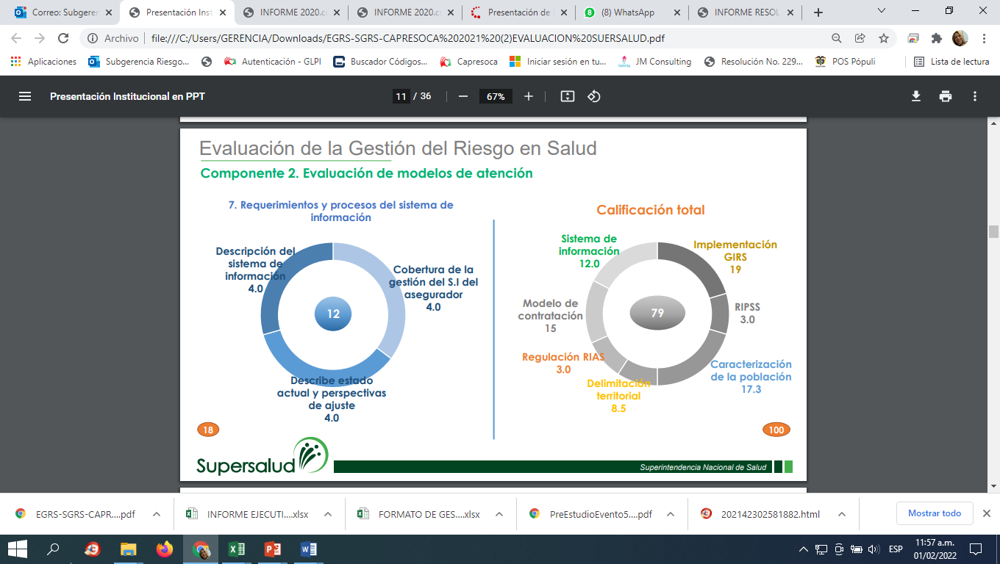 Correo: Subgeren
Presentación Inst
INFORME 2020.co
INFORME 2020.co
Presentación de
(8) WhatsApp
INFORME RESOL
Archivo
file:///C:/Users/GERENCIA/Downloads/EGRS-SGRS-CAPRESOCA%202021%20(2)EVALUACION%20SUERSALUD.pdf
Aplicaciones
Subgerencia Riesgo...
Autenticación - GLPI
Buscador Códigos...
Capresoca
Iniciar sesión en tu...
JM Consulting
Resolución No. 229...
POS Pópuli
Lista de lectura
Presentación Institucional en PPT
11 / 36
67%
Evaluación de la Gestión del Riesgo en Salud
Componente 2. Evaluación de modelos de atención
7. Requerimientos y procesos del sistema de
información
Descripción del
sistema de
información
4.0
Cobertura de la
gestión del S.I del
asegurador
4.0
12
Describe estado
actual y perspectivas
de ajuste
4.0
18
Calificación total
Sistema de
información
12.0
Implementación
GIRS
19
Modelo de
contratación
15
79
RIPSS
3.0
Regulación RIAS
3.0
Caracterización
de la población
17.3
Delimitación
territorial
8.5
100
Supersalud
Superintendencia Nacional de Salud
EGRS-SGRS-CAPR....pdf
INFORME EJECUTI....xlsx
FORMATO DE GES....xlsx
PreEstudioEvento5....pdf
202142302581882.html
Mostrar todo
ESP
11:57 a.m.
01/02/2022